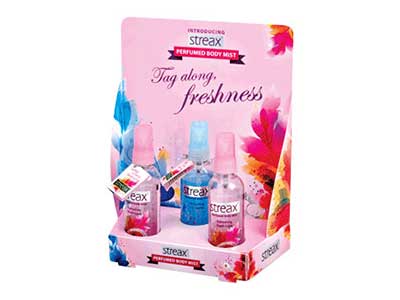 INTRODUCING
streax
PERFUMED BODY MIST
Tag along,
freshness
streax
streax
streax
streax
PERFUMED BODY MIST